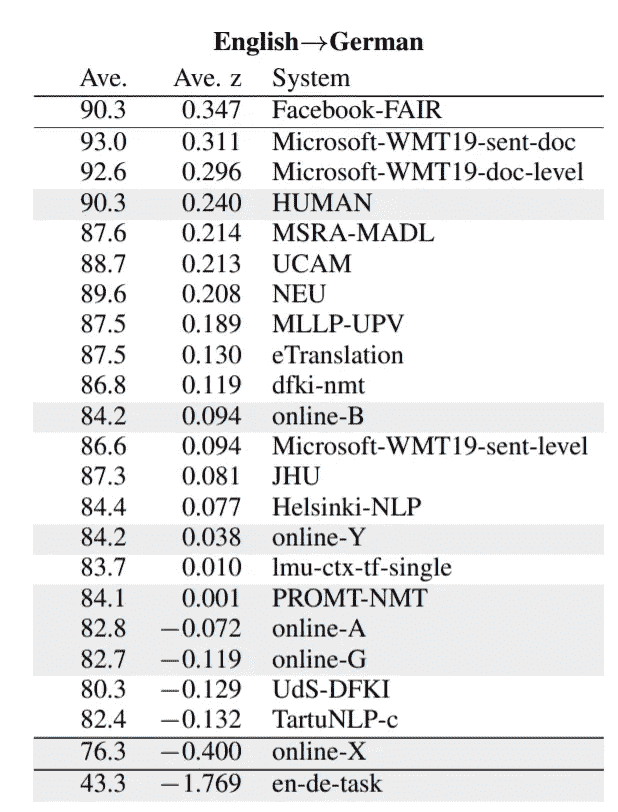 English→German
Ave. Ave. z System
90.3 0.347 Facebook-FAIR
93.0 0.311 Microsoft-WMT19-sent-doc
92.6 0.296 Microsoft-WMT19-doc-level
90.3 0.240 HUMAN
87.6 0.214 MSRA-MADL
88.7 0.213 UCAM
89.6 0.208 NEU
87.5 0.189 MLLP-UPV
87.5 0.130 eTranslation
86.8 0.119 dfki-nmt
84.2 0.094 online-B
86.6 0.094 Microsoft-WMT19-sent-level
87.3 0.081 JHU
84.4 0.077 Helsinki-NLP
84.2 0.038 online-Y
83.7 0.010 lmu-ctx-tf-single
84.1 0.001 PROMT-NMT
82.8 −0.072 online-A
82.7 −0.119 online-G
80.3 −0.129 UdS-DFKI
82.4 −0.132 TartuNLP-c
76.3 −0.400 online-X
43.3 −1.769 en-de-task